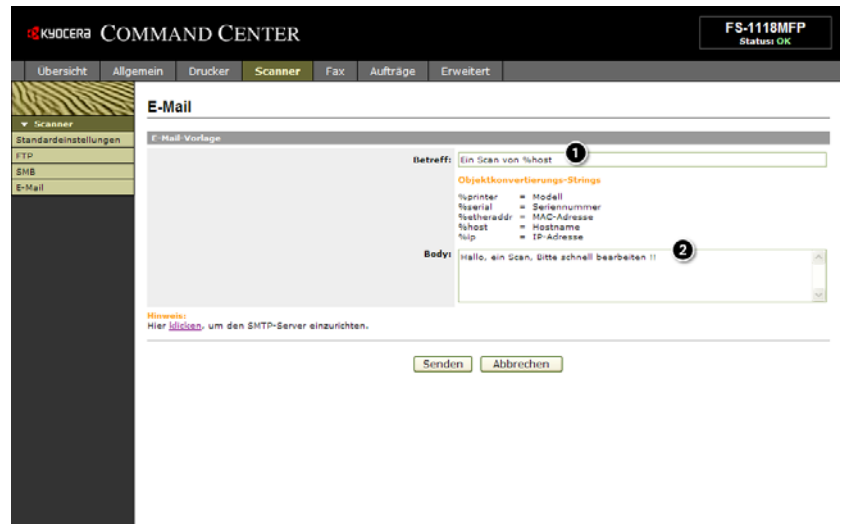 KYOCERA COMMAND CENTER
FS-1118MFP
Status: OK
Übersicht Allgemein Drucker Scanner Fax Aufträge Erweitert
E-Mail
▼ Scanner
Standardeinstellungen
FTP
SMB
E-Mail
E-Mail-Vorlage
Betreff: Ein Scan von %host 1
Objektkonvertierungs-Strings
%printer = Modell
%serial = Seriennummer
%etheraddr = MAC-Adresse
%host = Hostname
%ip = IP-Adresse
Body: Hallo, ein Scan, Bitte schnell bearbeiten !! 2
Hinweis:
Hier klicken, um den SMTP-Server einzurichten.
Senden Abbrechen